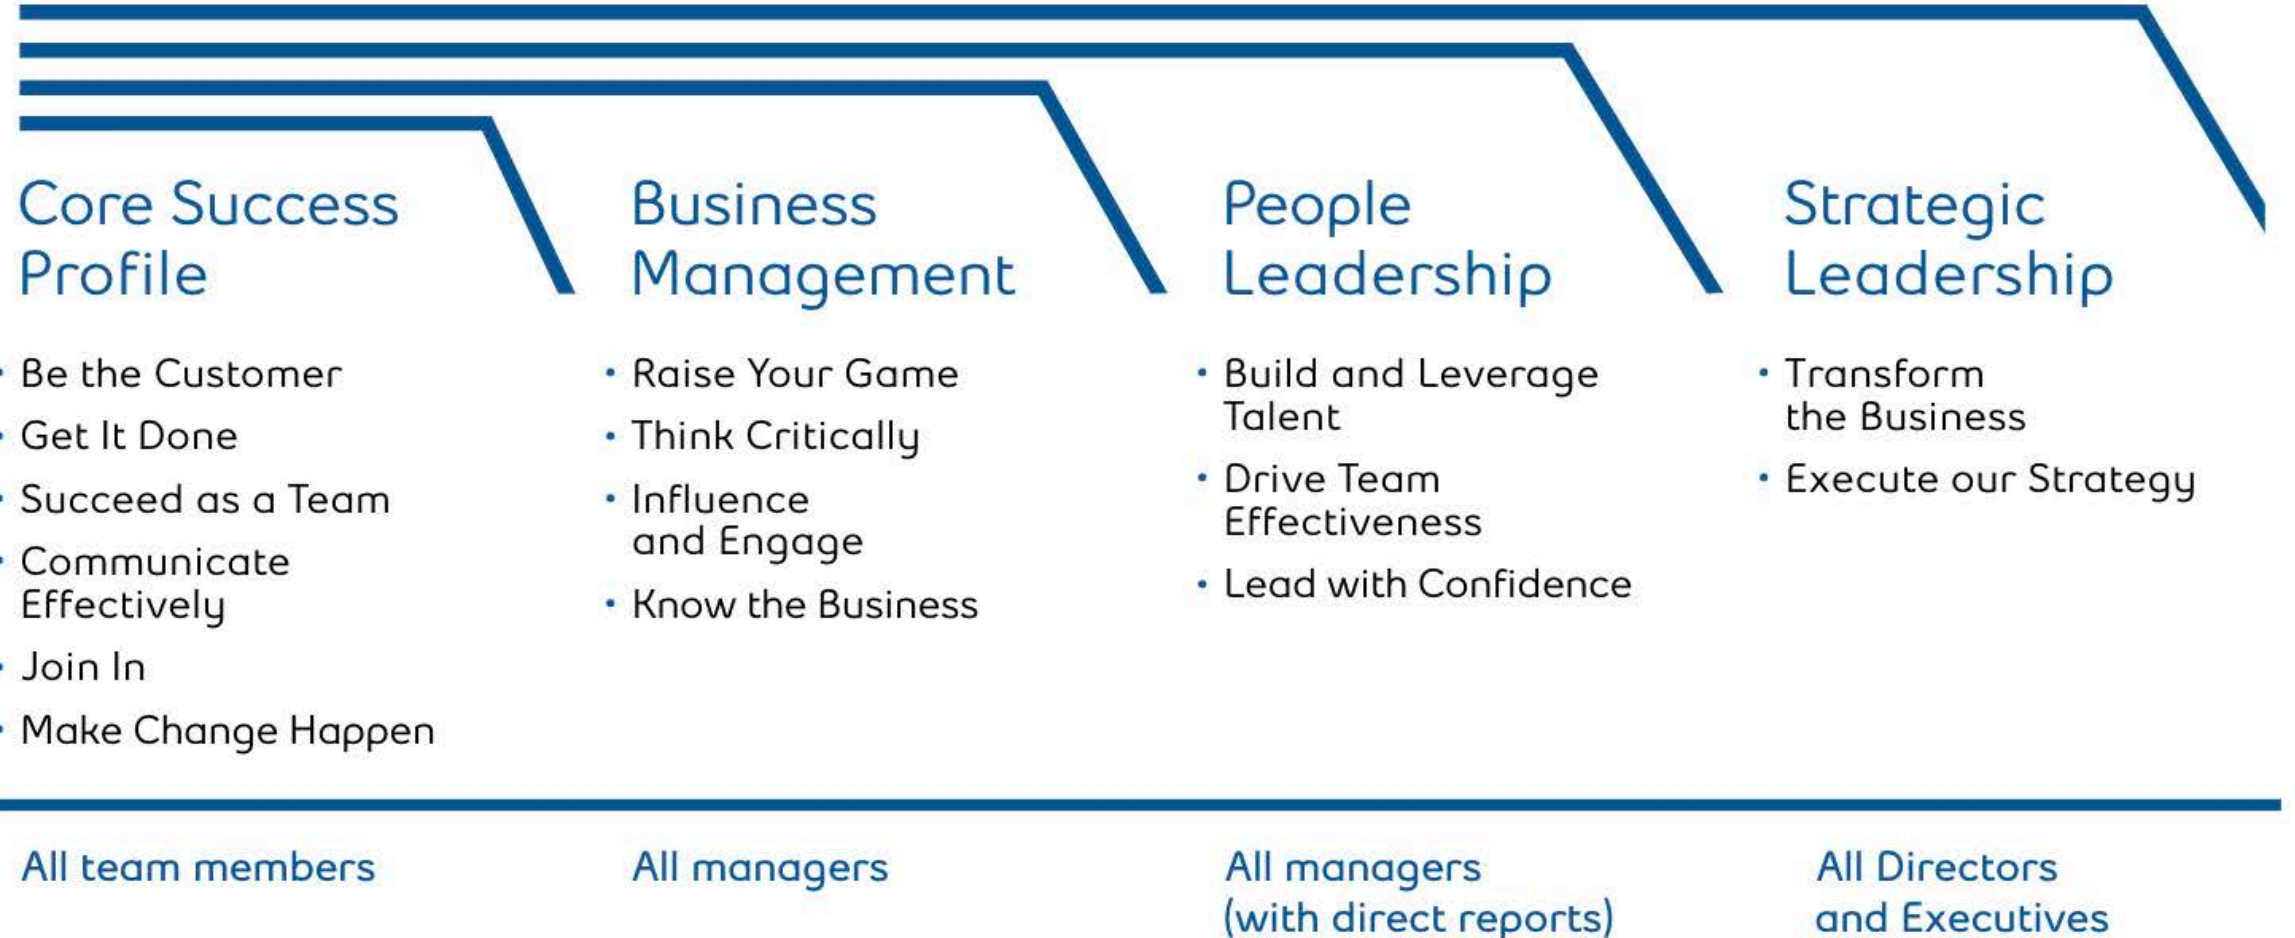 Core Success
Profile
• Be the Customer
• Get It Done
• Succeed as a Team
• Communicate
Effectively
• Join In
• Make Change Happen
All team members
Business
Management
• Raise Your Game
• Think Critically
• Influence
and Engage
• Know the Business
All managers
People
Leadership
• Build and Leverage
Talent
• Drive Team
Effectiveness
• Lead with Confidence
All managers
(with direct reports)
Strategic
Leadership
• Transform
the Business
• Execute our Strategy
All Directors
and Executives